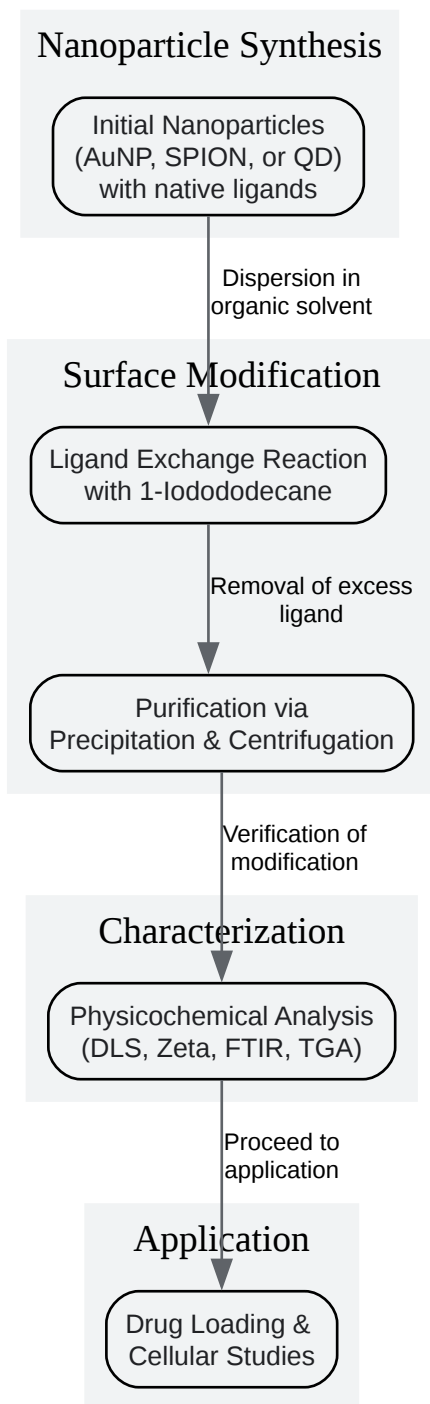 Nanoparticle Synthesis
Initial Nanoparticles
(AuNP, SPION, or QD)
with native ligands
Dispersion in
organic solvent
Surface Modification
Ligand Exchange Reaction
with 1-Iodododecane
Removal of excess
ligand
Purification via
Precipitation & Centrifugation
Verification of
modification
Characterization
Physicochemical Analysis
(DLS, Zeta, FTIR, TGA)
Proceed to
application
Application
Drug Loading &
Cellular Studies